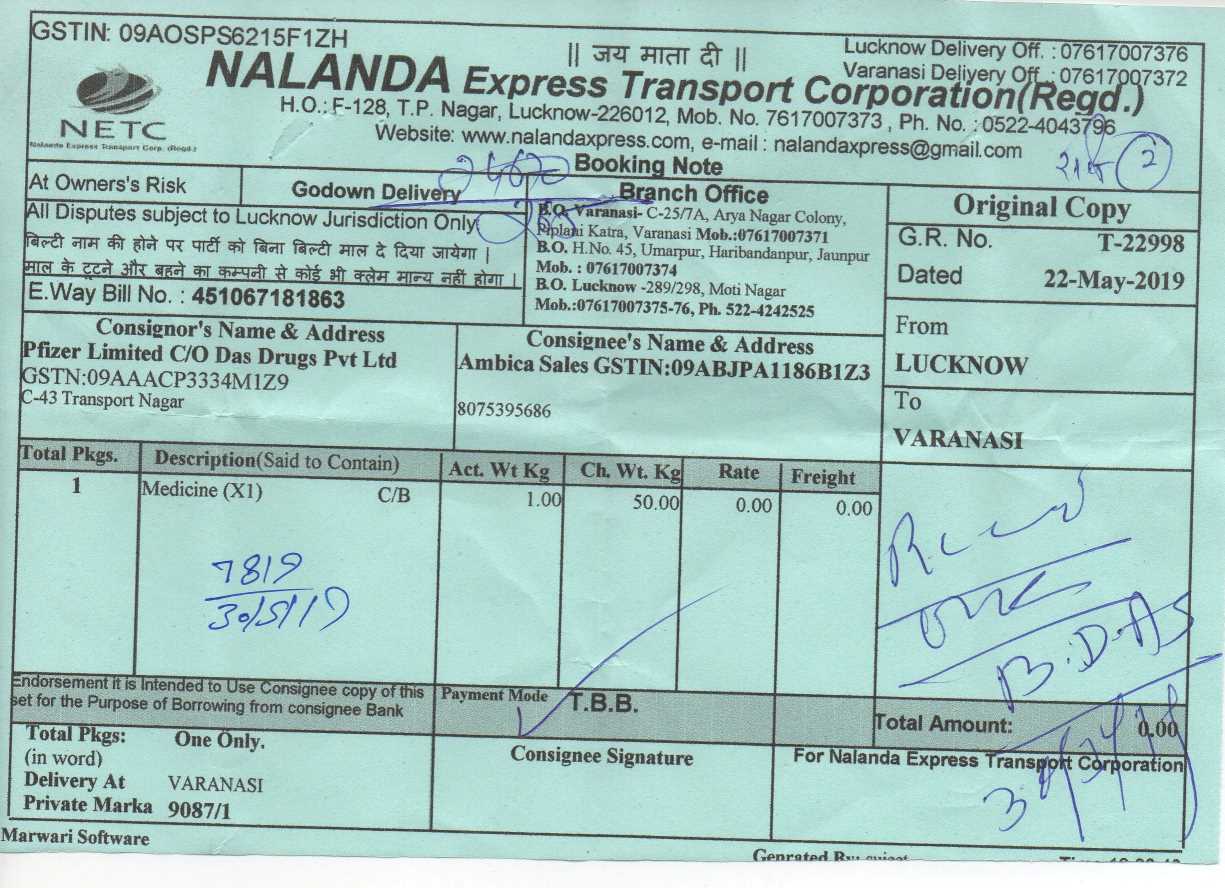 GSTIN: 09AOSPS6215F1ZH
|| जय माता दी ||
Lucknow Delivery Off. : 07617007376
Varanasi Delivery Off. : 07617007372
NALANDA Express Transport Corporation(Regd.)
NETC
Nalanda Express Transport Corp. (Regd.)
H.O.: F-128, T.P. Nagar, Lucknow-226012, Mob. No. 7617007373 , Ph. No. : 0522-4043796
Website: www.nalandaxpress.com, e-mail : nalandaxpress@gmail.com
2
Booking Note
At Owners's Risk
Godown Delivery
Branch Office
Original Copy
All Disputes subject to Lucknow Jurisdiction Only.
बिल्टी नाम की होने पर पार्टी को बिना बिल्टी माल दे दिया जायेगा |
माल के टूटने और बहने का कम्पनी से कोई भी क्लेम मान्य नहीं होगा |
E.Way Bill No. : 451067181863
B.O. Varanasi- C-25/7A, Arya Nagar Colony,
Piplani Katra, Varanasi Mob.:07617007371
B.O. H.No. 45, Umarpur, Haribandanpur, Jaunpur
Mob. : 07617007374
B.O. Lucknow -289/298, Moti Nagar
Mob.:07617007375-76, Ph. 522-4242525
G.R. No. T-22998
Dated 22-May-2019
From
LUCKNOW
To
VARANASI
Consignor's Name & Address
Pfizer Limited C/O Das Drugs Pvt Ltd
GSTN:09AAACP3334M1Z9
C-43 Transport Nagar
Consignee's Name & Address
Ambica Sales GSTIN:09ABJPA1186B1Z3
8075395686
Total Pkgs. Description(Said to Contain) Act. Wt Kg Ch. Wt. Kg Rate Freight
1 Medicine (X1) C/B 1.00 50.00 0.00 0.00
7819
30/5/19
B.DAS
Endorsement it is Intended to Use Consignee copy of this
set for the Purpose of Borrowing from consignee Bank
Payment Mode T.B.B.
Total Amount: 0.00
Total Pkgs: One Only.
(in word)
Delivery At VARANASI
Private Marka 9087/1
Consignee Signature
For Nalanda Express Transport Corporation
Marwari Software
Genrated By: